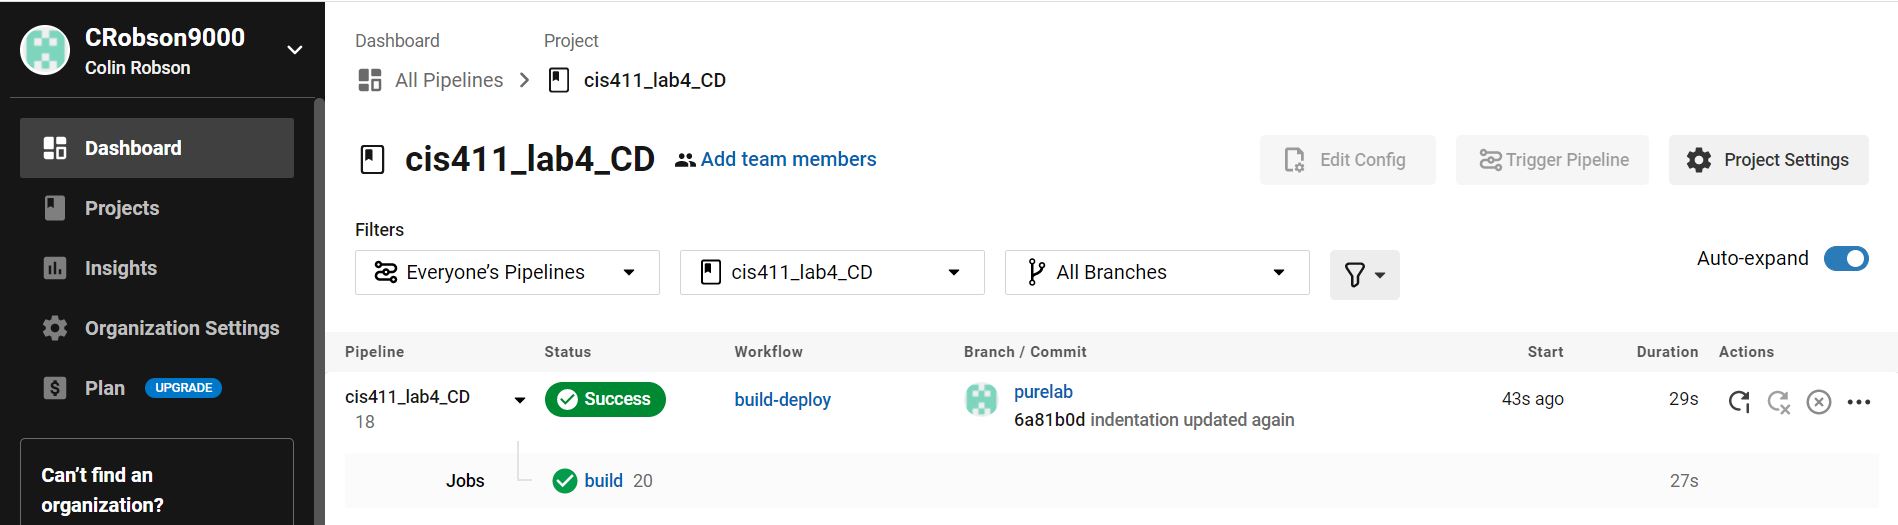 CRobson9000
Colin Robson
Dashboard
Projects
Insights
Organization Settings
Plan UPGRADE
Can't find an
organization?
Dashboard Project
All Pipelines cis411_lab4_CD
cis411_lab4_CD Add team members Edit Config Trigger Pipeline Project Settings
Filters
Everyone's Pipelines cis411_lab4_CD All Branches Auto-expand
Pipeline Status Workflow Branch / Commit Start Duration Actions
cis411_lab4_CD Success build-deploy purelab 43s ago 29s
18 6a81b0d indentation updated again
Jobs build 20 27s